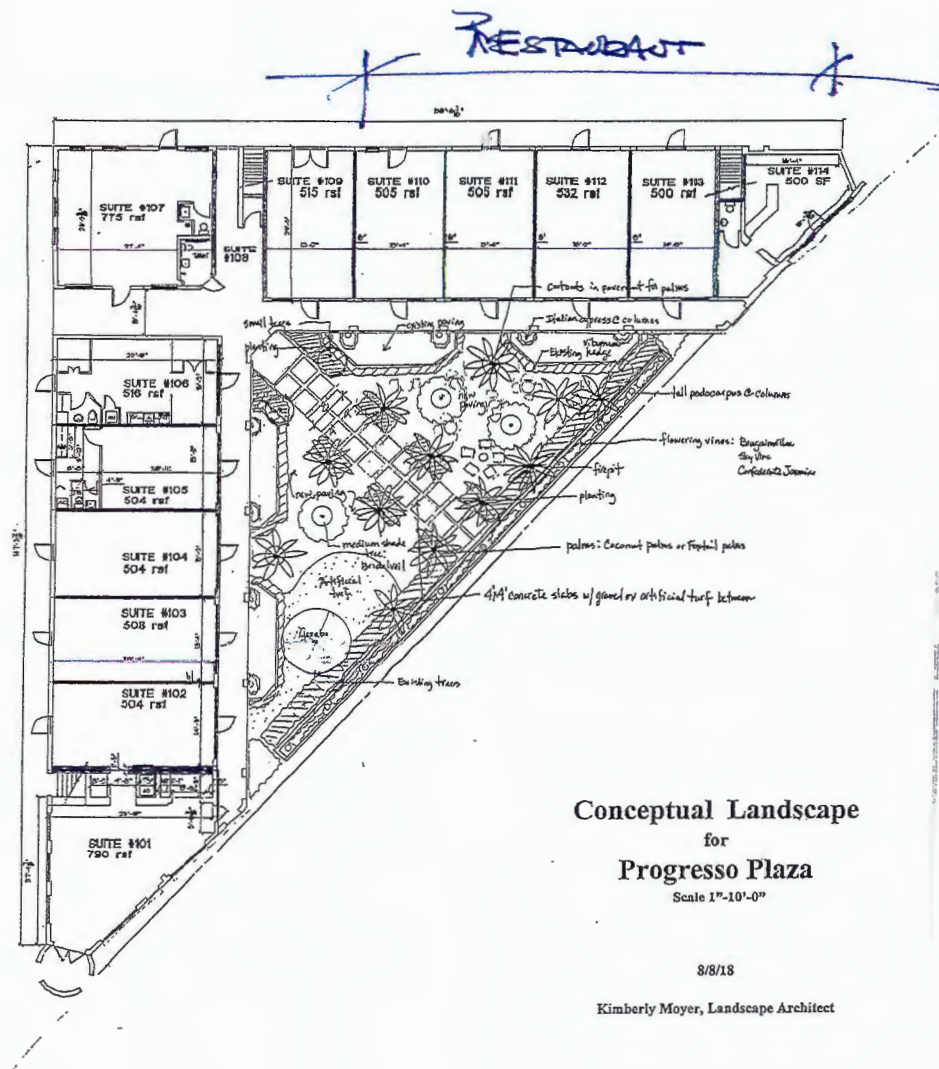 RESTAURANT
SUITE #107
775 rsf
SUITE
#108
SUITE #109
515 rsf
SUITE #110
505 rsf
SUITE #111
505 rsf
SUITE #112
532 rsf
SUITE #113
500 rsf
SUITE #114
500 SF
cutouts in pavement for palms
small trees
existing paving
Italian cypress @ columns
planting
Viburnum
Existing hedge
SUITE #106
516 rsf
new
paving
tall podocarpus @ columns
flowering vines: Bougainvillea
Sky Vine
Confederate Jasmine
firepit
SUITE #105
504 rsf
new paving
planting
medium shade
tree:
Bridalveil
palms: Coconut palms or Foxtail palms
SUITE #104
504 rsf
Artificial
turf
4'x4' concrete slabs w/ gravel or artificial turf between
SUITE #103
508 rsf
Gazebo
Existing trees
SUITE #102
504 rsf
SUITE #101
790 rsf
Conceptual Landscape
for
Progresso Plaza
Scale 1"-10'-0"
8/8/18
Kimberly Moyer, Landscape Architect